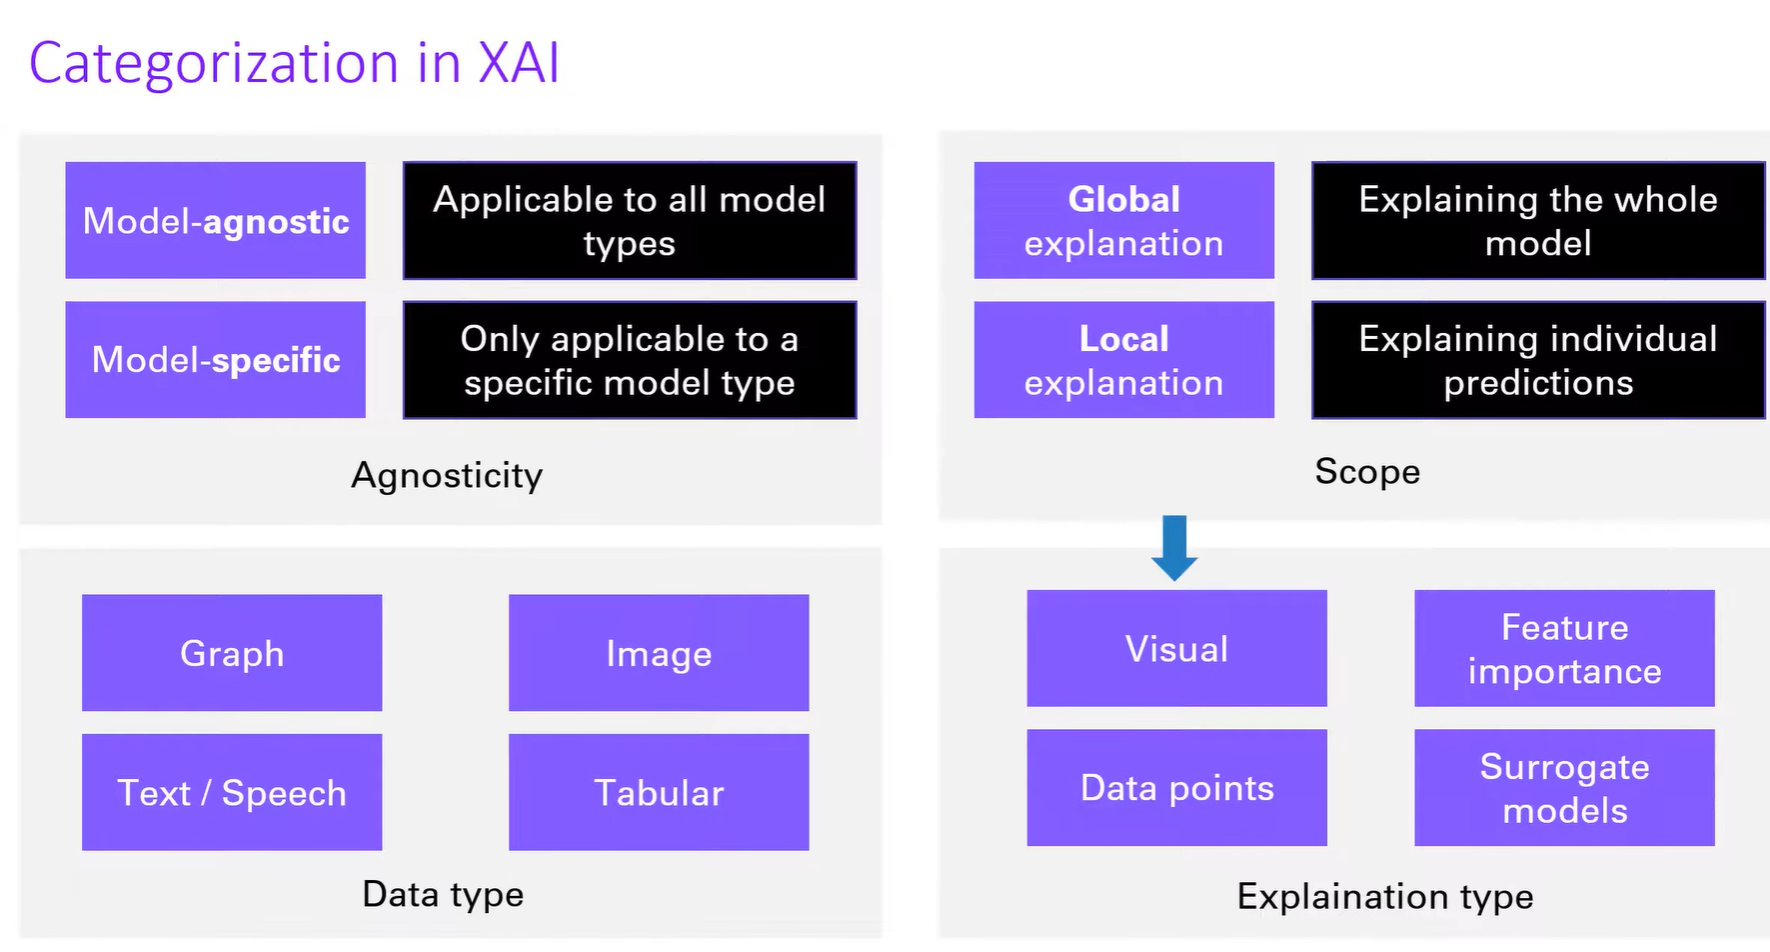 Categorization in XAI
Model-agnostic
Applicable to all model
types
Model-specific
Only applicable to a
specific model type
Agnosticity
Global
explanation
Explaining the whole
model
Local
explanation
Explaining individual
predictions
Scope
Graph
Image
Text / Speech
Tabular
Data type
Visual
Feature
importance
Data points
Surrogate
models
Explaination type